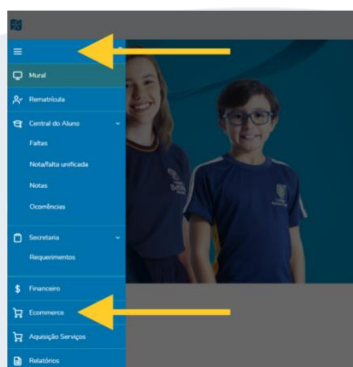 Mural
Rematrícula
Central do Aluno
Faltas
Nota/falta unificada
Notas
Ocorrências
Secretaria
Requerimentos
Financeiro
Ecommerce
Aquisição Serviços
Relatórios